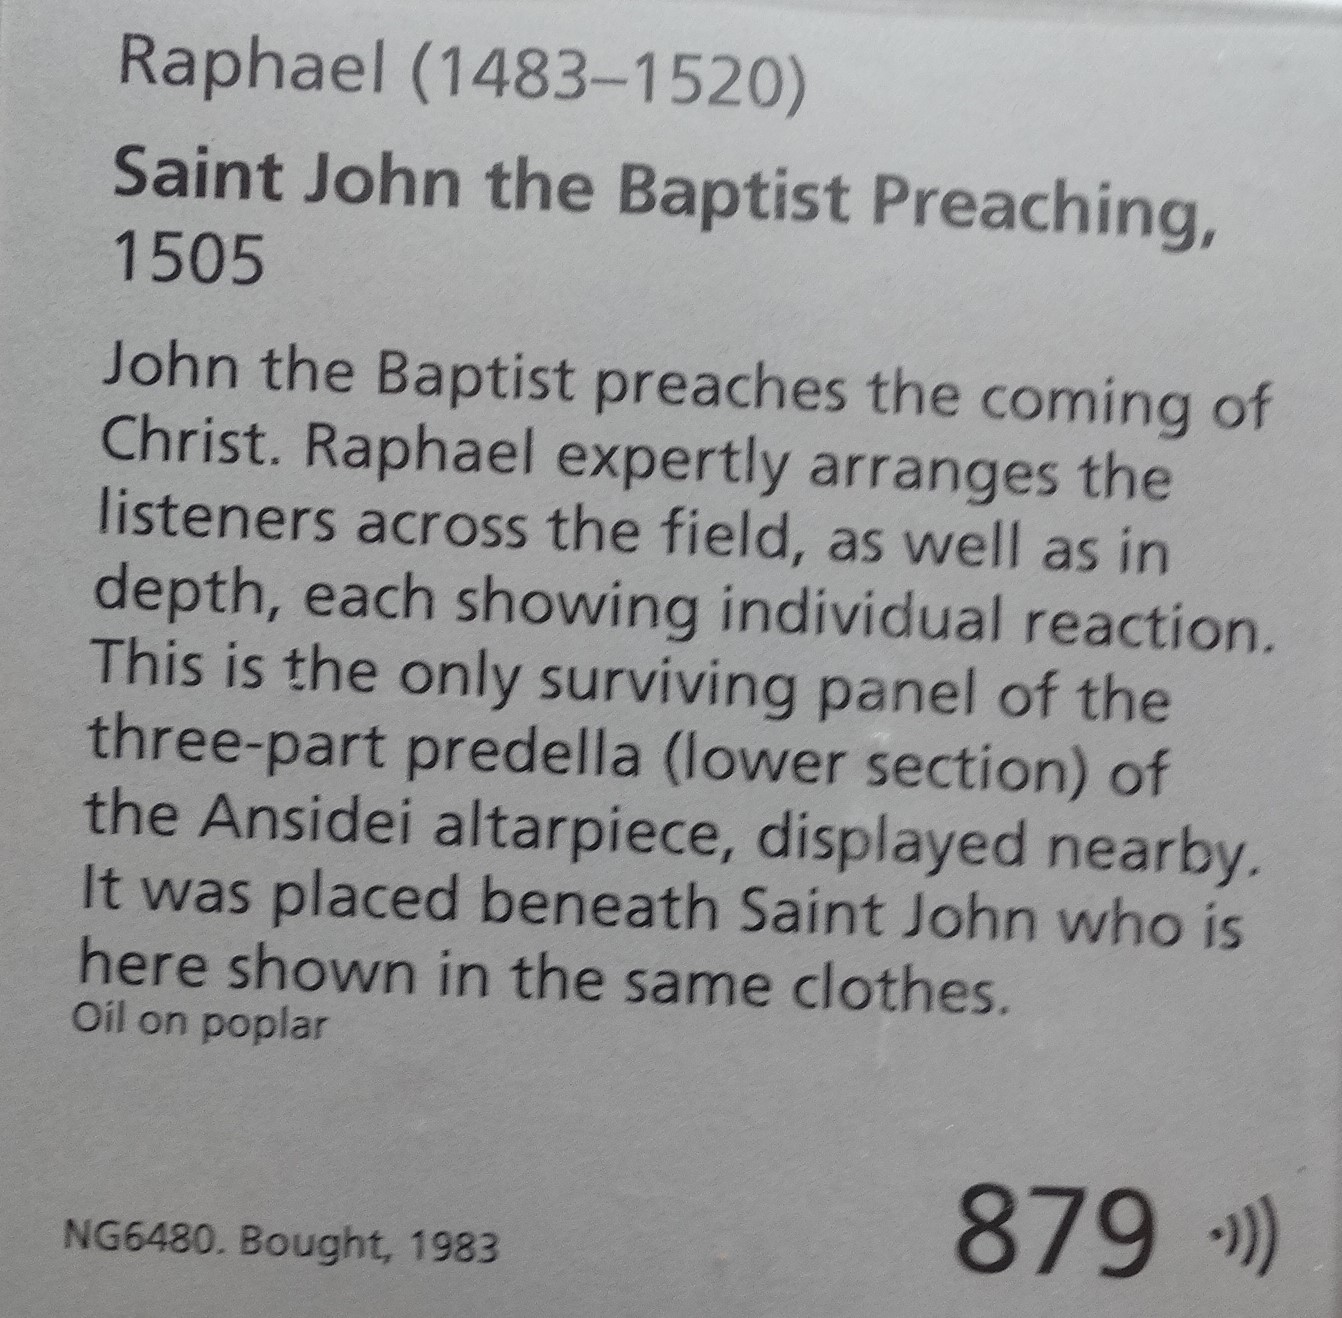 Raphael (1483–1520)
Saint John the Baptist Preaching,
1505
John the Baptist preaches the coming of
Christ. Raphael expertly arranges the
listeners across the field, as well as in
depth, each showing individual reaction.
This is the only surviving panel of the
three-part predella (lower section) of
the Ansidei altarpiece, displayed nearby.
It was placed beneath Saint John who is
here shown in the same clothes.
Oil on poplar
NG6480. Bought, 1983
879